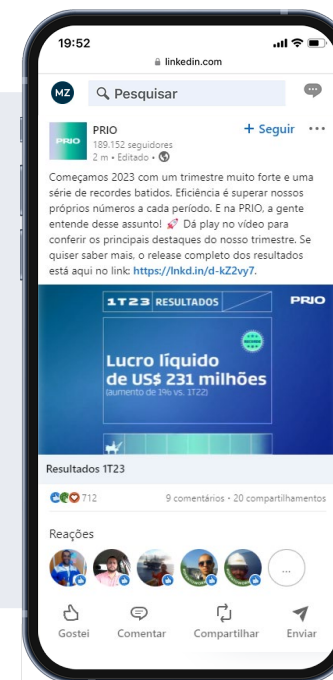 19:52
linkedin.com
MZ
Pesquisar
PRIO
PRIO
189.152 seguidores
2 m • Editado •
+ Seguir
Começamos 2023 com um trimestre muito forte e uma
série de recordes batidos. Eficiência é superar nossos
próprios números a cada período. E na PRIO, a gente
entende desse assunto! 🚀 Dá play no vídeo para
conferir os principais destaques do nosso trimestre. Se
quiser saber mais, o release completo dos resultados
está aqui no link: https://lnkd.in/d-kZ2vy7.
1T23 RESULTADOS
PRIO
Lucro líquido
de US$ 231 milhões
(aumento de 1% vs. 1T22)
Resultados 1T23
712
9 comentários • 20 compartilhamentos
Reações
...
Gostei
Comentar
Compartilhar
Enviar